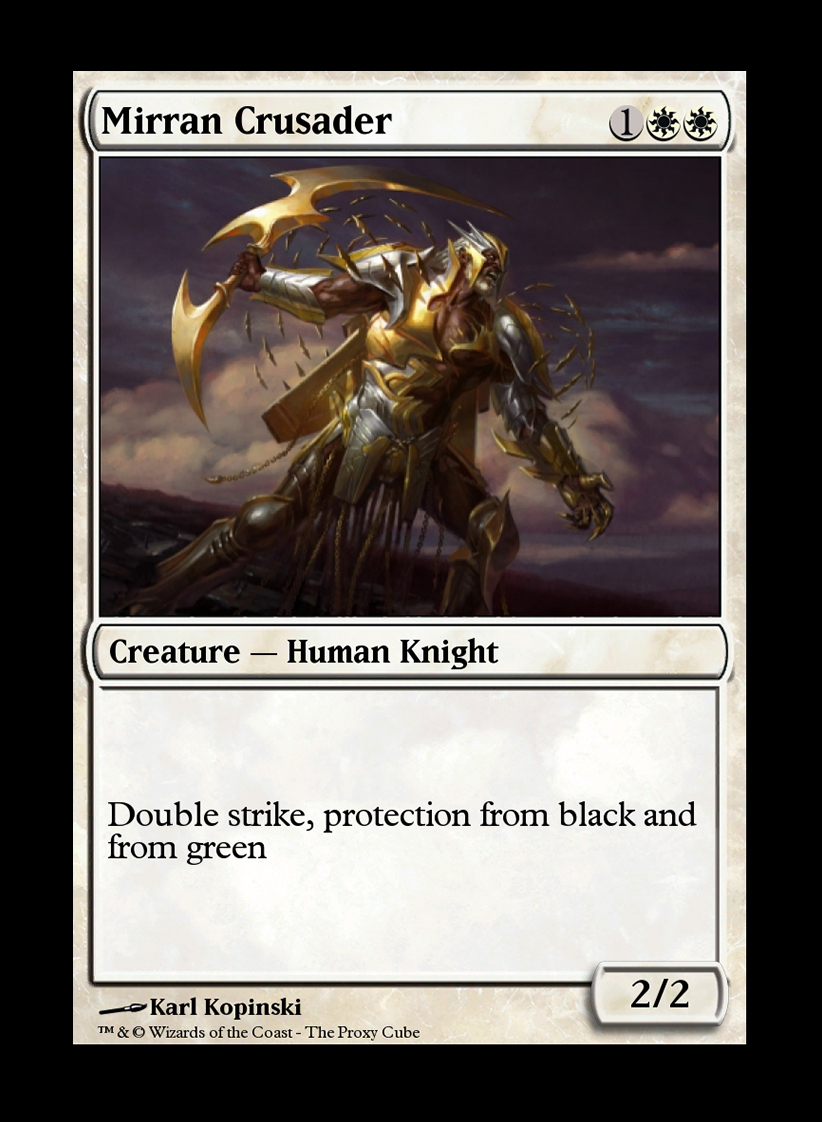 Mirran Crusader 1
Creature — Human Knight
Double strike, protection from black and
from green
2/2
Karl Kopinski
™ & © Wizards of the Coast - The Proxy Cube